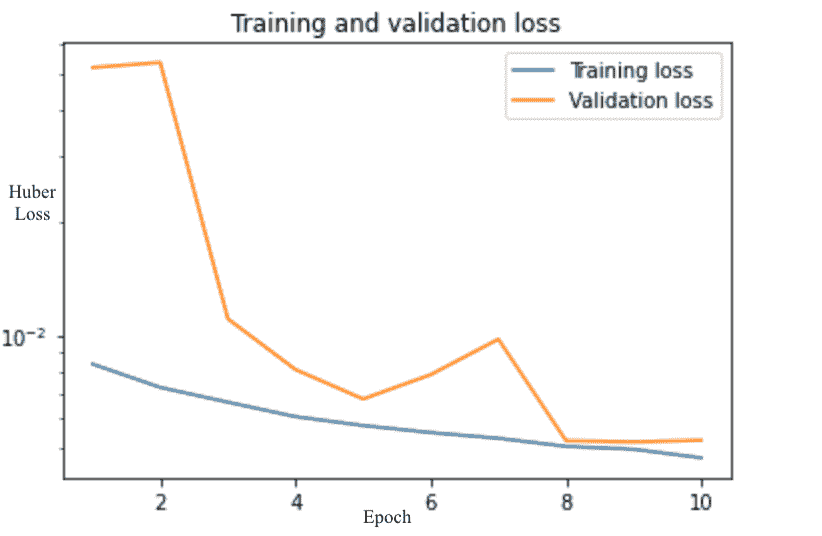 Training and validation loss
Training loss
Validation loss
Huber
Loss
10⁻²
2 4 6 8 10
Epoch